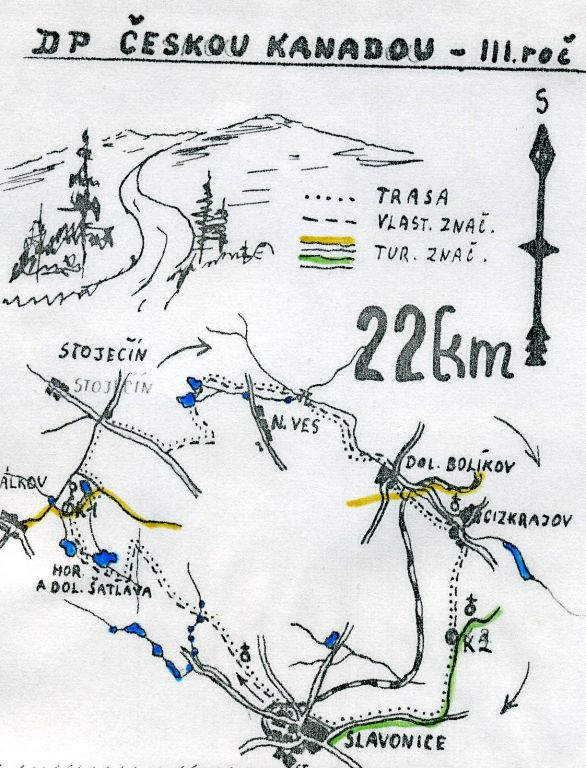 DP ČESKOU KANADOU - III.roč
S
TRASA
VLAST. ZNAČ.
TUR. ZNAČ.
22km
STOJEČÍN
STOJEČÍN
N. VES
DOL. BOLÍKOV
ÁLKOV
CIZKRAJOV
K1
HOR.
A DOL. ŠATLAVA
K2
SLAVONICE